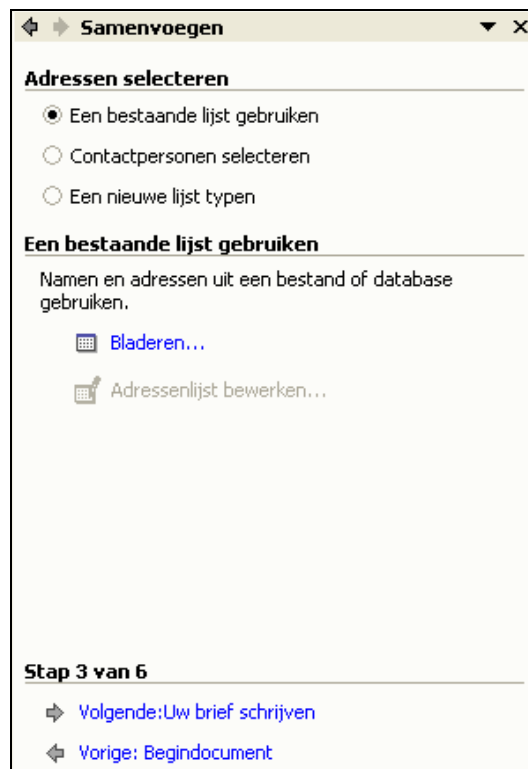 Samenvoegen
Adressen selecteren
Een bestaande lijst gebruiken
Contactpersonen selecteren
Een nieuwe lijst typen
Een bestaande lijst gebruiken
Namen en adressen uit een bestand of database
gebruiken.
Bladeren...
Adressenlijst bewerken...
Stap 3 van 6
Volgende:Uw brief schrijven
Vorige: Begindocument